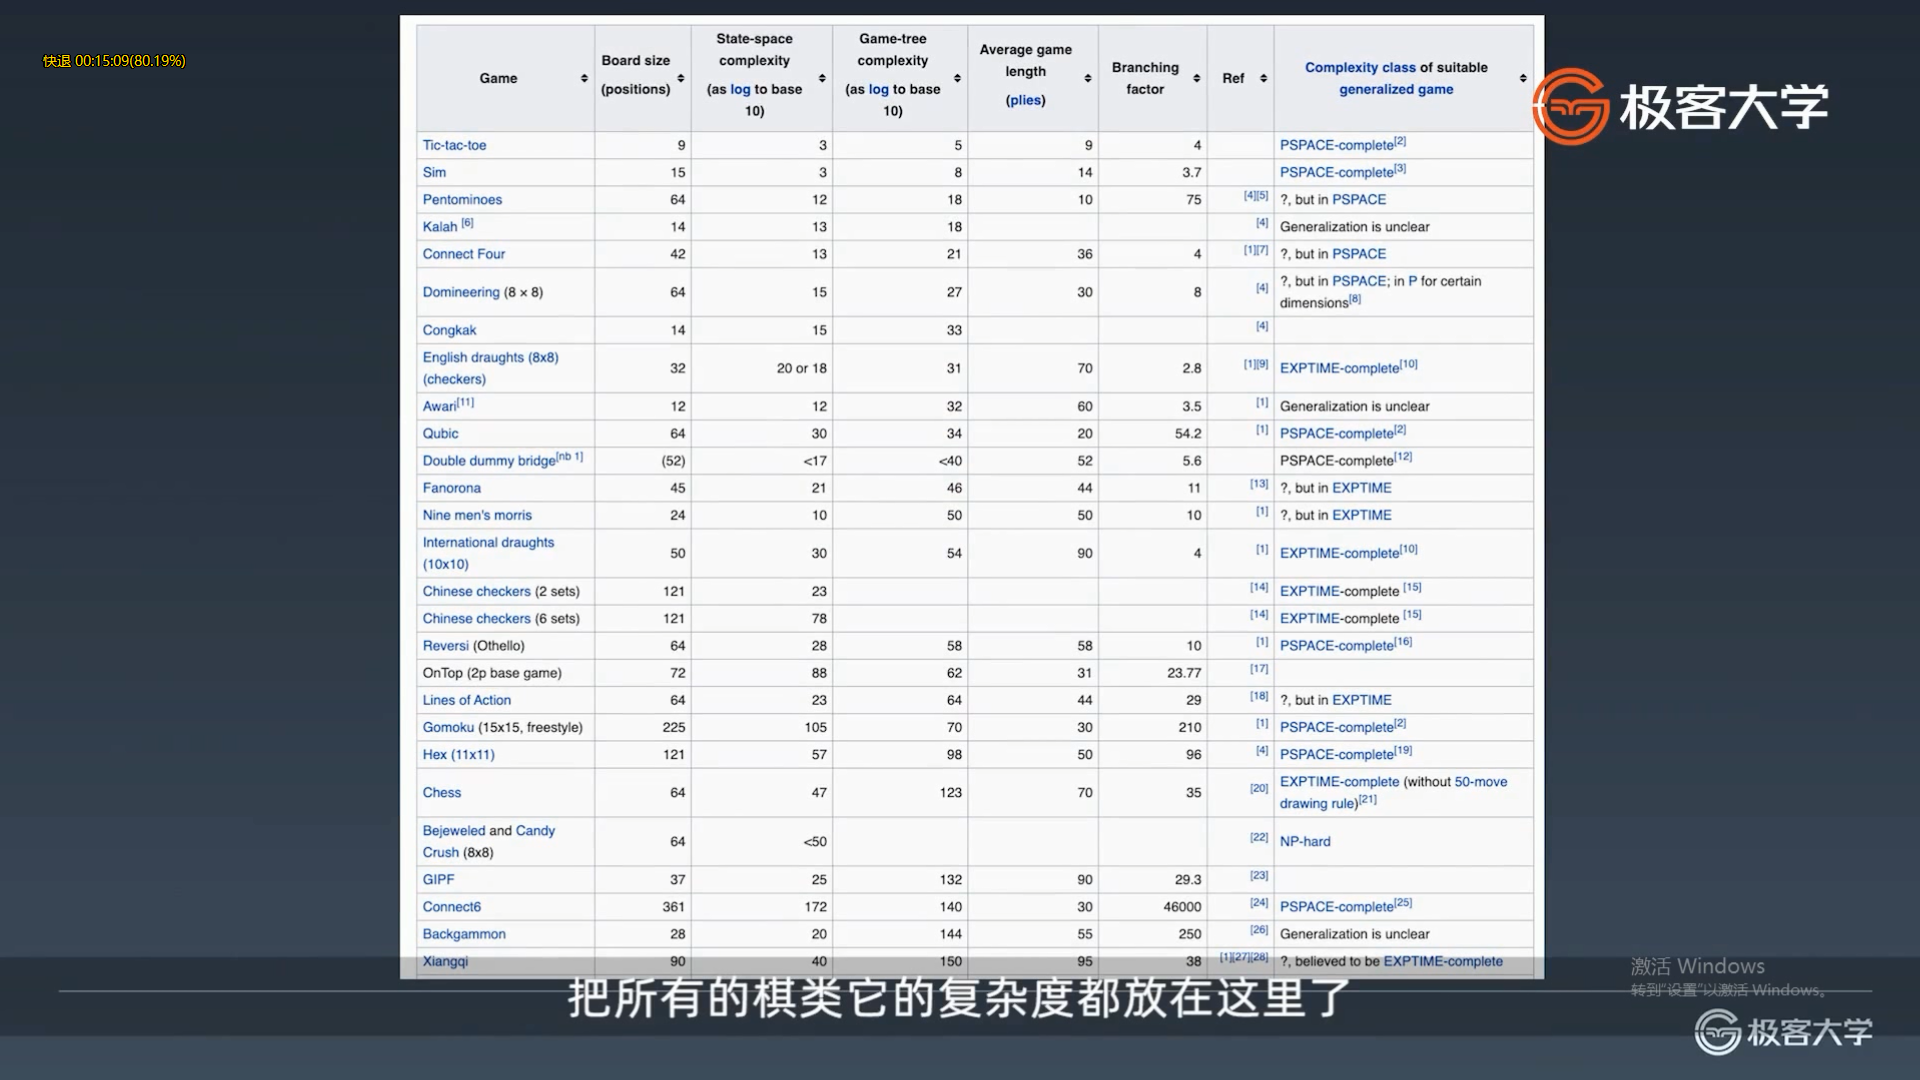 快退 00:15:09(80.19%)
极客大学
Game Board size (positions) State-space complexity (as log to base 10) Game-tree complexity (as log to base 10) Average game length (plies) Branching factor Ref Complexity class of suitable generalized game
Tic-tac-toe 9 3 5 9 4 PSPACE-complete[2]
Sim 15 3 8 14 3.7 PSPACE-complete[3]
Pentominoes 64 12 18 10 75 [4][5] ?, but in PSPACE
Kalah [6] 14 13 18 [4] Generalization is unclear
Connect Four 42 13 21 36 4 [1][7] ?, but in PSPACE
Domineering (8 × 8) 64 15 27 30 8 [4] ?, but in PSPACE; in P for certain dimensions[8]
Congkak 14 15 33 [4]
English draughts (8x8) (checkers) 32 20 or 18 31 70 2.8 [1][9] EXPTIME-complete[10]
Awari[11] 12 12 32 60 3.5 [1] Generalization is unclear
Qubic 64 30 34 20 54.2 [1] PSPACE-complete[2]
Double dummy bridge[nb 1] (52) <17 <40 52 5.6 PSPACE-complete[12]
Fanorona 45 21 46 44 11 [13] ?, but in EXPTIME
Nine men's morris 24 10 50 50 10 [1] ?, but in EXPTIME
International draughts (10x10) 50 30 54 90 4 [1] EXPTIME-complete[10]
Chinese checkers (2 sets) 121 23 [14] EXPTIME-complete [15]
Chinese checkers (6 sets) 121 78 [14] EXPTIME-complete [15]
Reversi (Othello) 64 28 58 58 10 [1] PSPACE-complete[16]
OnTop (2p base game) 72 88 62 31 23.77 [17]
Lines of Action 64 23 64 44 29 [18] ?, but in EXPTIME
Gomoku (15x15, freestyle) 225 105 70 30 210 [1] PSPACE-complete[2]
Hex (11x11) 121 57 98 50 96 [4] PSPACE-complete[19]
Chess 64 47 123 70 35 [20] EXPTIME-complete (without 50-move drawing rule)[21]
Bejeweled and Candy Crush (8x8) 64 <50 [22] NP-hard
GIPF 37 25 132 90 29.3 [23]
Connect6 361 172 140 30 46000 [24] PSPACE-complete[25]
Backgammon 28 20 144 55 250 [26] Generalization is unclear
Xiangqi 90 40 150 95 38 [1][27][28] ?, believed to be EXPTIME-complete
激活 Windows
转到"设置"以激活 Windows。
把所有的棋类它的复杂度都放在这里了
极客大学